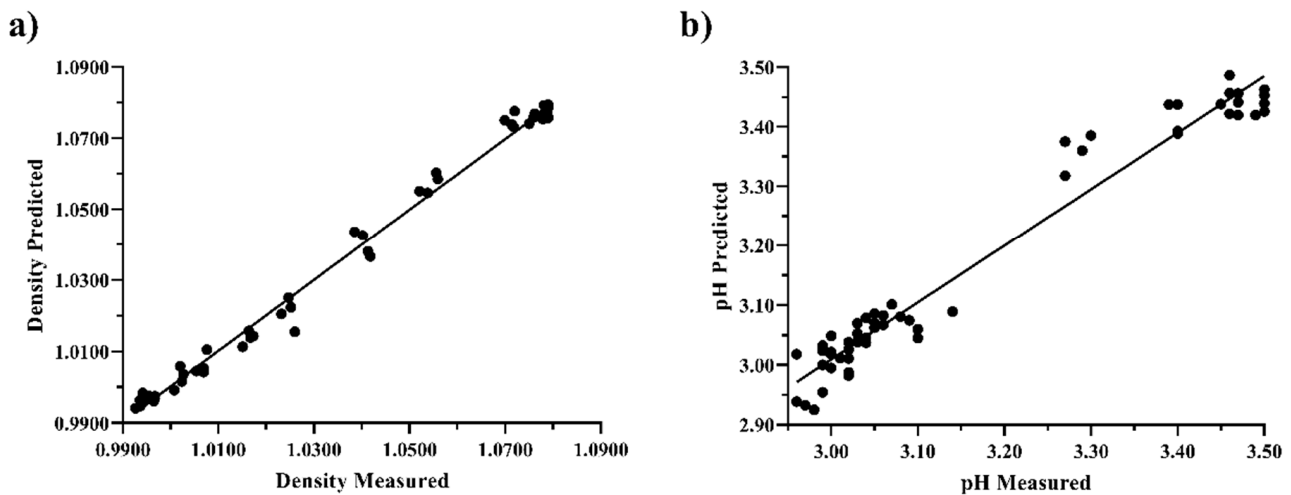 a)
1.0900
1.0700
1.0500
1.0300
1.0100
0.9900
Density Predicted
0.9900 1.0100 1.0300 1.0500 1.0700 1.0900
Density Measured
b)
3.50
3.40
3.30
3.20
3.10
3.00
2.90
pH Predicted
3.00 3.10 3.20 3.30 3.40 3.50
pH Measured